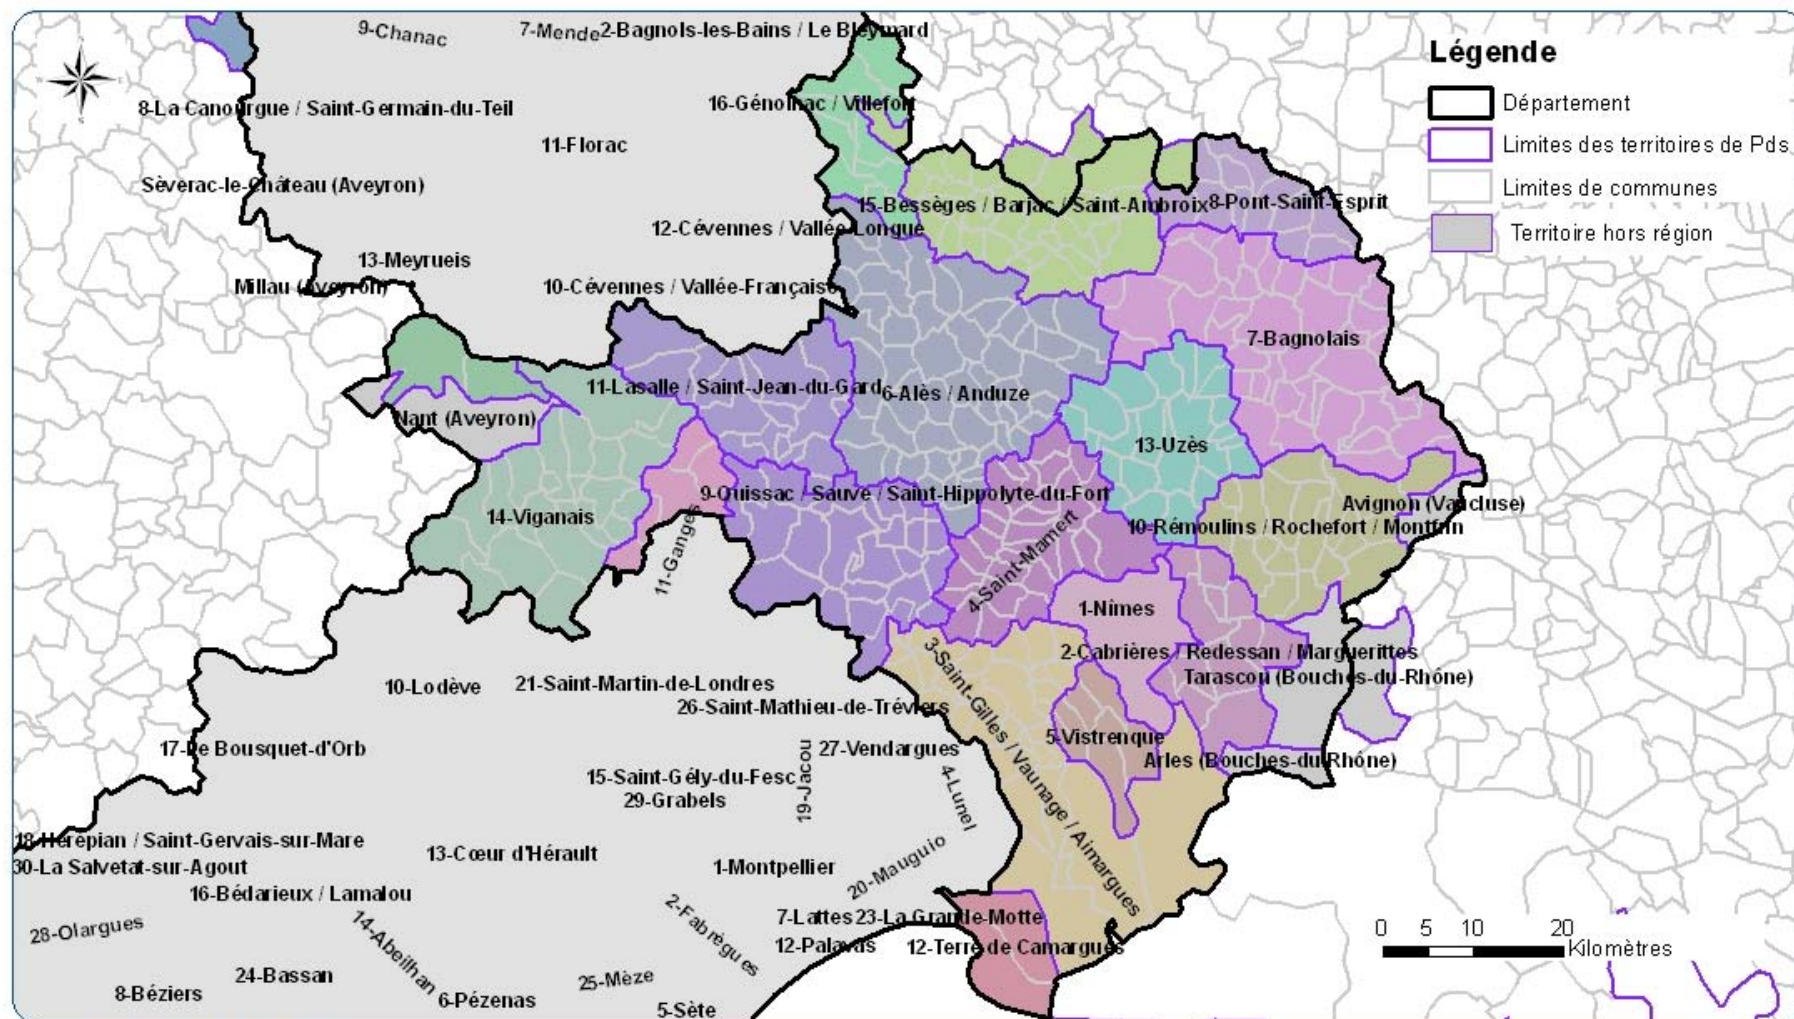 9-Chanac
7-Mende
2-Bagnols-les-Bains / Le Bleymard
Légende
Département
Limites des territoires de Pds
Limites de communes
Territoire hors région
8-La Canourgue / Saint-Germain-du-Teil
16-Génolhac / Villefort
11-Florac
Sèverac-le-Château (Aveyron)
15-Bessèges / Barjac / Saint-Ambroix
8-Pont-Saint-Esprit
12-Cévennes / Vallée-Longue
13-Meyrueis
Millau (Aveyron)
10-Cévennes / Vallée-Française
7-Bagnolais
11-Lasalle / Saint-Jean-du-Gard
6-Alès / Anduze
Nant (Aveyron)
13-Uzès
9-Quissac / Sauve / Saint-Hippolyte-du-Fort
Avignon (Vaucluse)
14-Viganais
10-Rémoulins / Rochefort / Montfrin
11-Ganges
4-Saint-Mamert
1-Nîmes
2-Cabrières / Redessan / Marguerittes
Tarascon (Bouches-du-Rhône)
10-Lodève
21-Saint-Martin-de-Londres
26-Saint-Mathieu-de-Tréviers
3-Saint-Gilles / Vaunage / Aimargues
5-Vistrenque
17-Le Bousquet-d'Orb
27-Vendargues
Arles (Bouches-du-Rhône)
15-Saint-Gély-du-Fesc
29-Grabels
19-Jacou
4-Lunel
18-Hérépian / Saint-Gervais-sur-Mare
13-Cœur d'Hérault
30-La Salvetat-sur-Agout
1-Montpellier
20-Mauguio
16-Bédarieux / Lamalou
28-Olargues
14-Abeilhan
2-Fabrègues
7-Lattes
23-La Grande-Motte
12-Palavas
12-Terre de Camargues
24-Bassan
25-Mèze
8-Béziers
6-Pézenas
5-Sète
0 5 10 20
Kilomètres